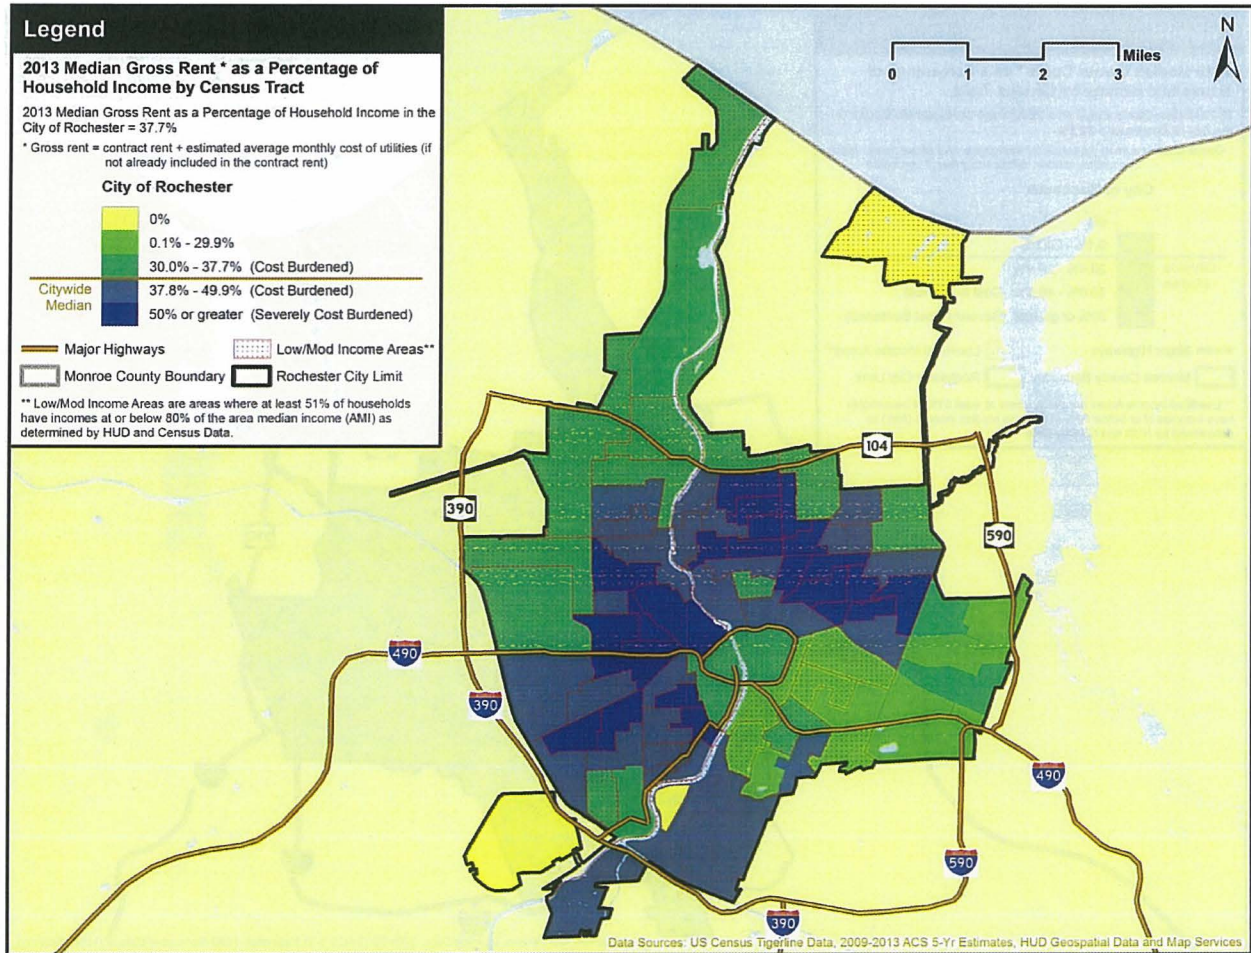 Legend
2013 Median Gross Rent * as a Percentage of
Household Income by Census Tract
2013 Median Gross Rent as a Percentage of Household Income in the
City of Rochester = 37.7%
* Gross rent = contract rent + estimated average monthly cost of utilities (if
not already included in the contract rent)
City of Rochester
0%
0.1% - 29.9%
30.0% - 37.7% (Cost Burdened)
Citywide
Median
37.8% - 49.9% (Cost Burdened)
50% or greater (Severely Cost Burdened)
Major Highways
Low/Mod Income Areas**
Monroe County Boundary
Rochester City Limit
** Low/Mod Income Areas are areas where at least 51% of households
have incomes at or below 80% of the area median income (AMI) as
determined by HUD and Census Data.
N
0 1 2 3 Miles
104
390
590
490
390
490
590
390
Data Sources: US Census Tigerline Data, 2009-2013 ACS 5-Yr Estimates, HUD Geospatial Data and Map Services